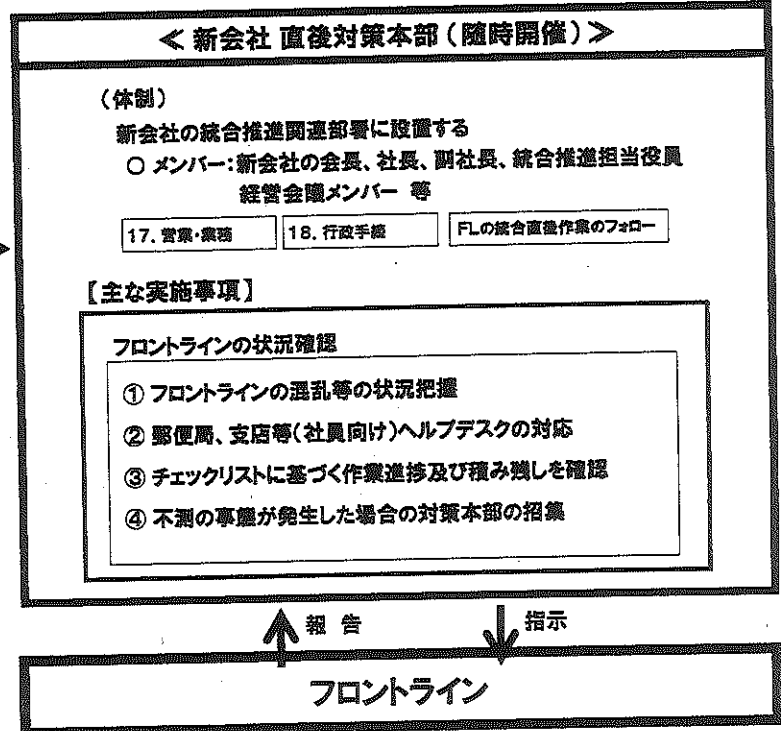 ≪ 新会社 直後対策本部（随時開催）≫
（体制）
新会社の統合推進関連部署に設置する
○ メンバー：新会社の会長、社長、副社長、統合推進担当役員
経営会議メンバー 等
17. 営業・業務
18. 行政手続
FLの統合直後作業のフォロー
【主な実施事項】
フロントラインの状況確認
① フロントラインの混乱等の状況把握
② 郵便局、支店等（社員向け）ヘルプデスクの対応
③ チェックリストに基づく作業進捗及び積み残しを確認
④ 不測の事態が発生した場合の対策本部の招集
報 告
指示
フロントライン